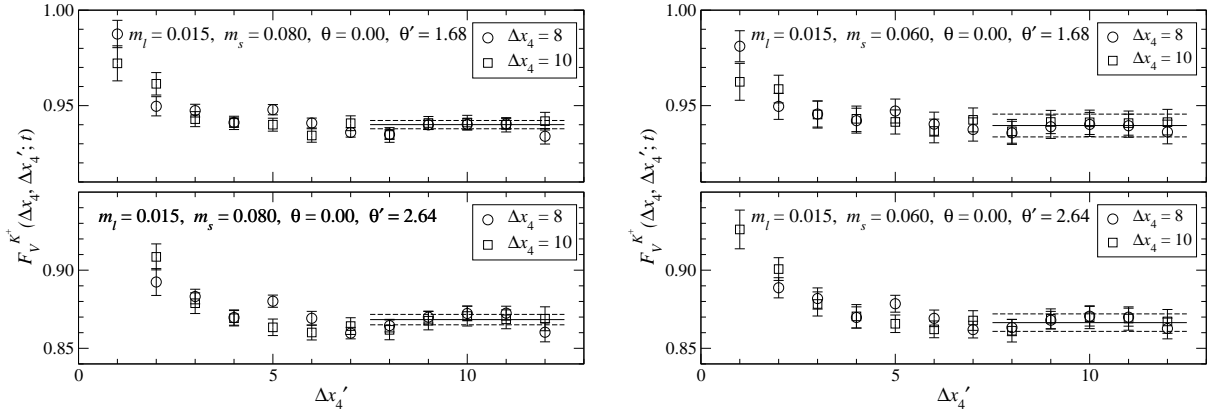 1.00
m_l = 0.015, m_s = 0.080, θ = 0.00, θ′ = 1.68
Δx_4 = 8
Δx_4 = 10
0.95
m_l = 0.015, m_s = 0.080, θ = 0.00, θ′ = 2.64
Δx_4 = 8
Δx_4 = 10
0.90
0.85
0
5
10
Δx_4′
F_V^{K^+}(Δx_4, Δx_4′; t)
1.00
m_l = 0.015, m_s = 0.060, θ = 0.00, θ′ = 1.68
Δx_4 = 8
Δx_4 = 10
0.95
m_l = 0.015, m_s = 0.060, θ = 0.00, θ′ = 2.64
Δx_4 = 8
Δx_4 = 10
0.90
0.85
0
5
10
Δx_4′
F_V^{K^+}(Δx_4, Δx_4′; t)